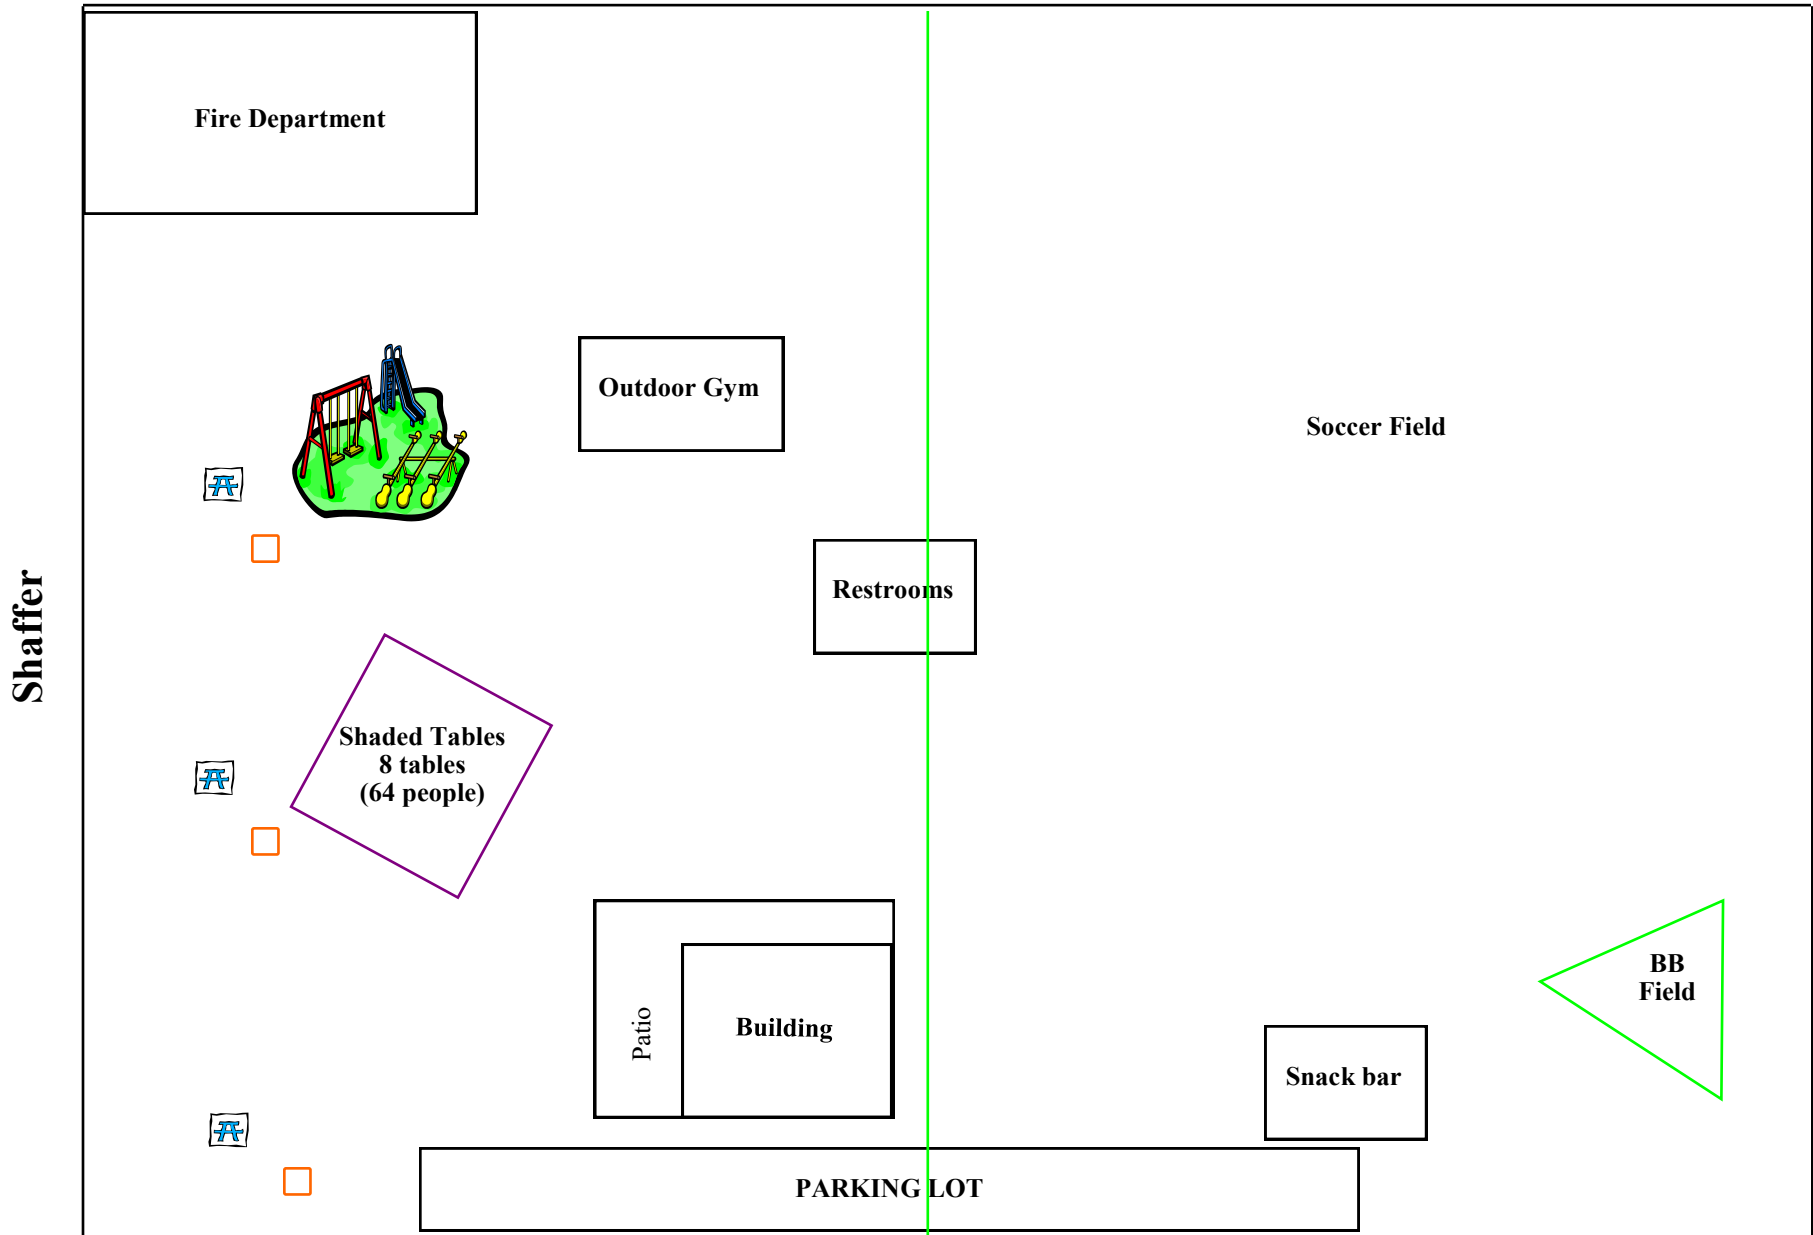 Fire Department
Outdoor Gym
Soccer Field
Restrooms
Shaffer
Shaded Tables
8 tables
(64 people)
BB
Field
Patio
Building
Snack bar
PARKING LOT